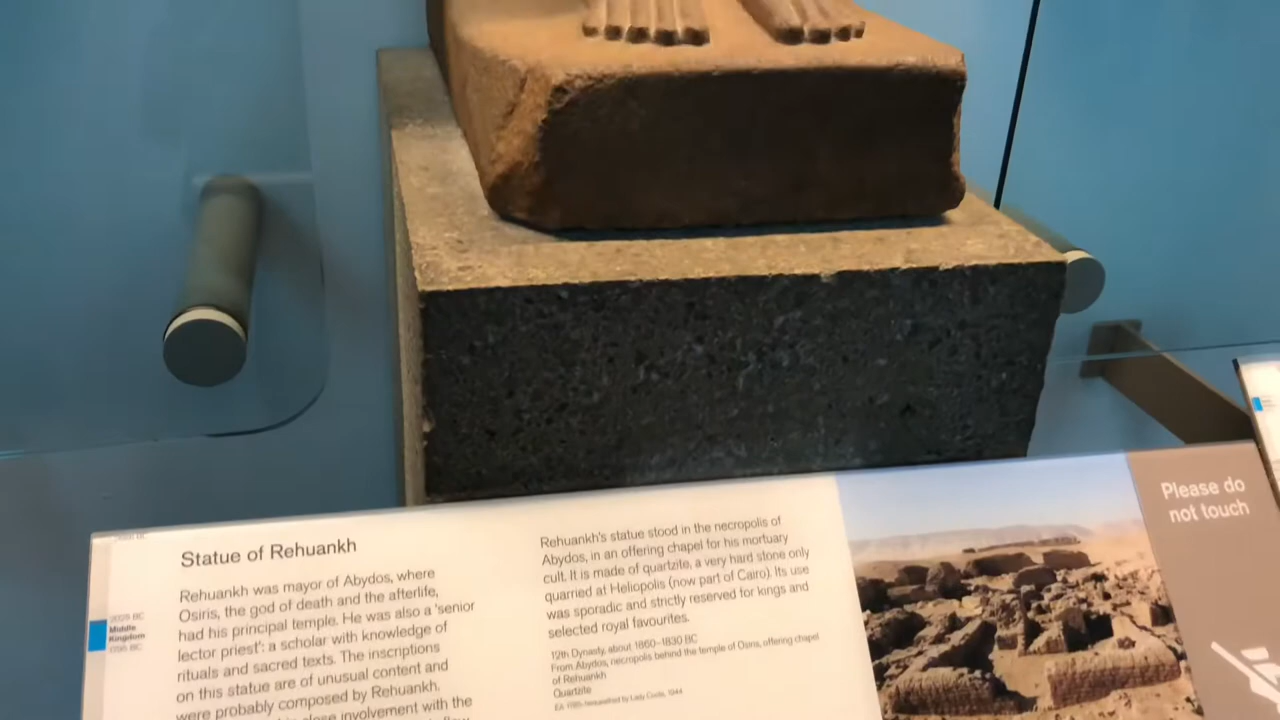 Statue of Rehuankh
Rehuankh was mayor of Abydos, where
Osiris, the god of death and the afterlife,
had his principal temple. He was also a 'senior
lector priest': a scholar with knowledge of
rituals and sacred texts. The inscriptions
on this statue are of unusual content and
were probably composed by Rehuankh.
close involvement with the
Rehuankh's statue stood in the necropolis of
Abydos, in an offering chapel for his mortuary
cult. It is made of quartzite, a very hard stone only
quarried at Heliopolis (now part of Cairo). Its use
was sporadic and strictly reserved for kings and
selected royal favourites.
12th Dynasty, about 1860–1830 BC
From Abydos, necropolis behind the temple of Osiris, offering chapel
of Rehuankh
Quartzite
Middle
Kingdom
Please do
not touch